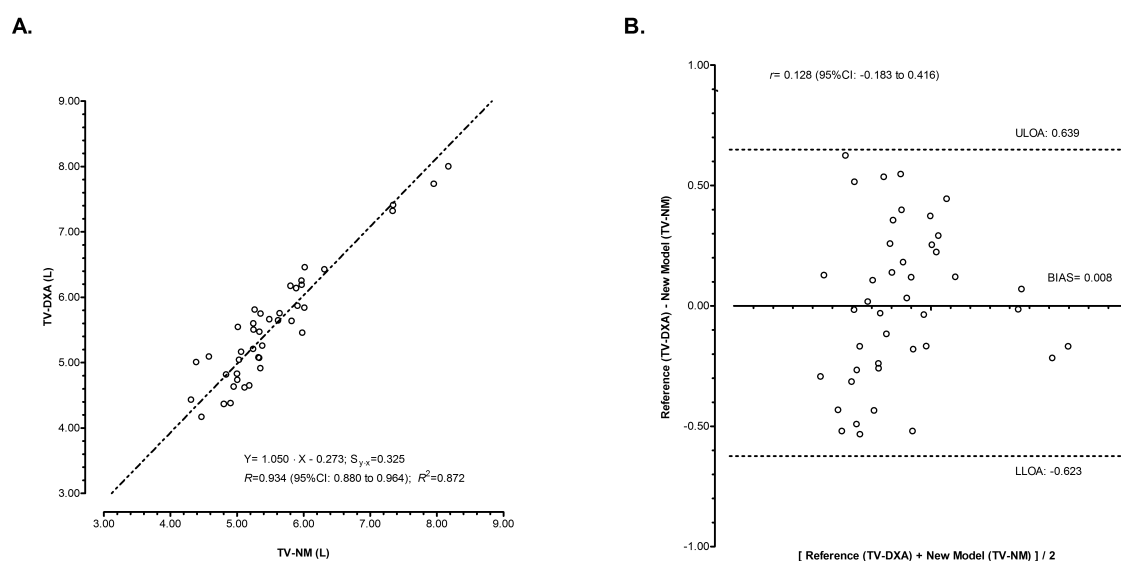 A.
9.00
8.00
7.00
6.00
5.00
4.00
3.00
TV-DXA (L)
Y= 1.050 · X - 0.273; Sy·x=0.325
R=0.934 (95%CI: 0.880 to 0.964); R2=0.872
3.00 4.00 5.00 6.00 7.00 8.00 9.00
TV-NM (L)
B.
1.00
0.50
0.00
-0.50
-1.00
Reference (TV-DXA) - New Model (TV-NM)
r= 0.128 (95%CI: -0.183 to 0.416)
ULOA: 0.639
BIAS= 0.008
LLOA: -0.623
[ Reference (TV-DXA) + New Model (TV-NM) ] / 2